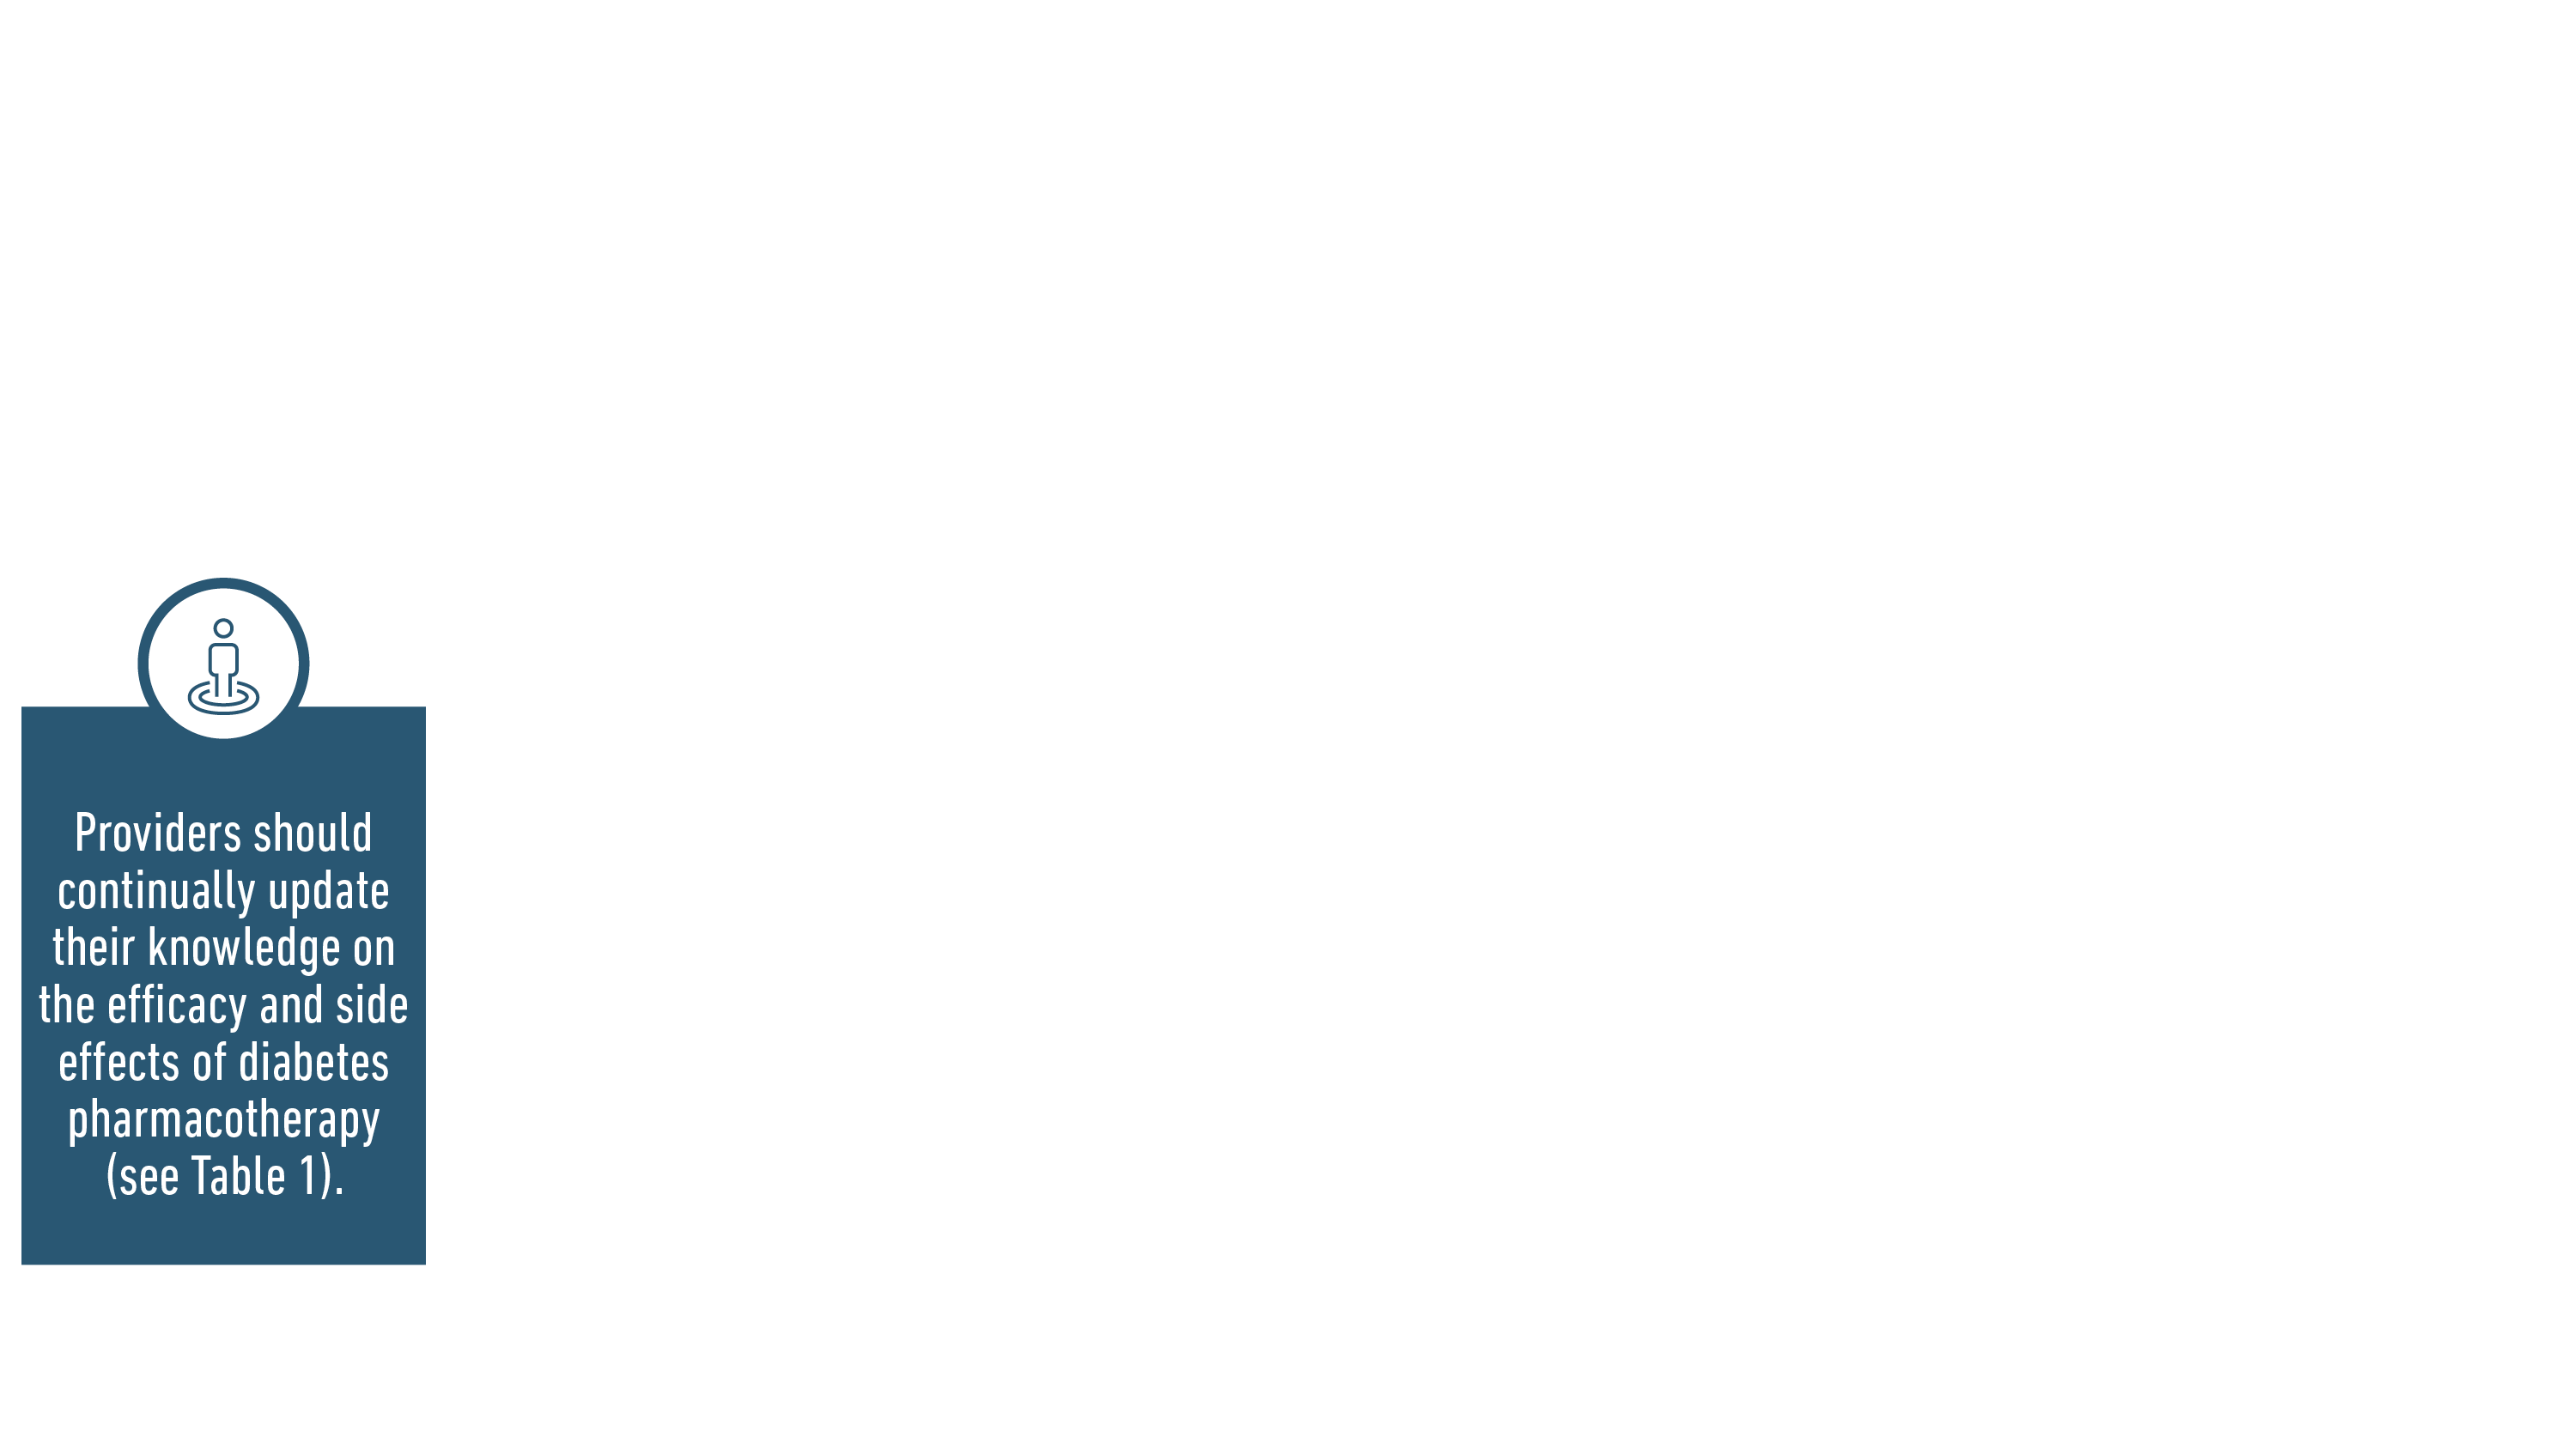 Providers should
continually update
their knowledge on
the efficacy and side
effects of diabetes
pharmacotherapy
(see Table 1).